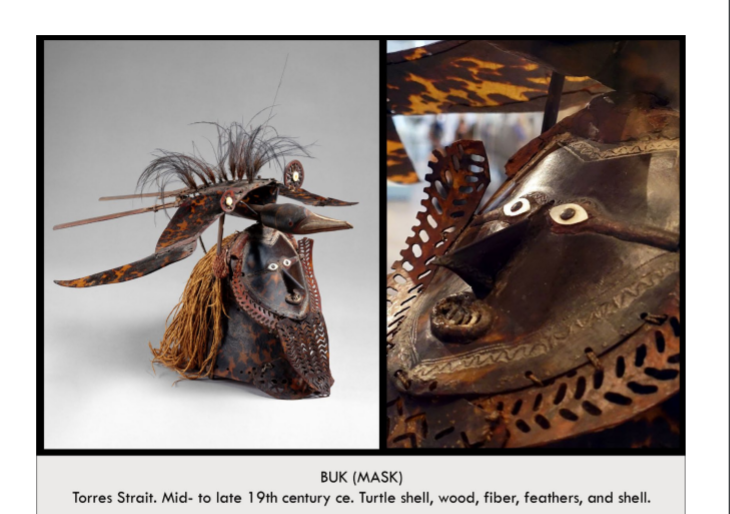 BUK (MASK)
Torres Strait. Mid- to late 19th century ce. Turtle shell, wood, fiber, feathers, and shell.